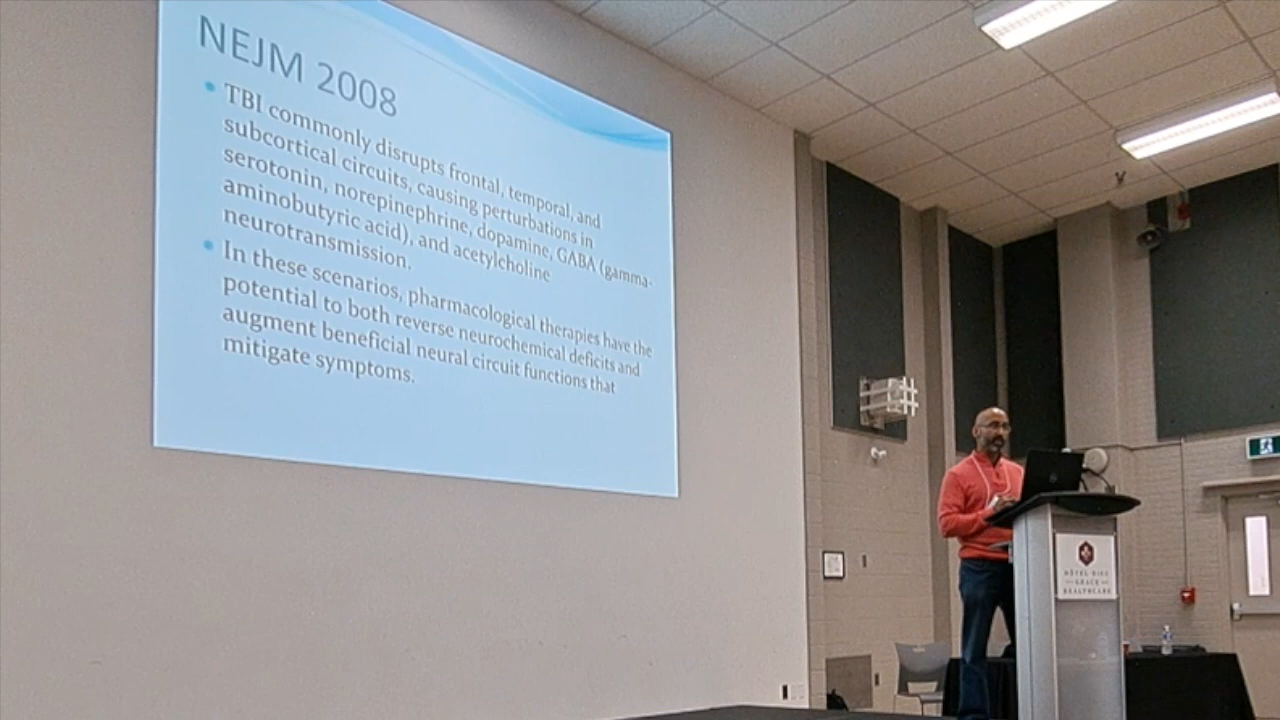 NEJM 2008
TBI commonly disrupts frontal, temporal, and
subcortical circuits, causing perturbations in
serotonin, norepinephrine, dopamine, GABA (gamma-
aminobutyric acid), and acetylcholine
neurotransmission.
In these scenarios, pharmacological therapies have the
potential to both reverse neurochemical deficits and
augment beneficial neural circuit functions that
mitigate symptoms.
HÔTEL-DIEU
GRACE
HEALTHCARE